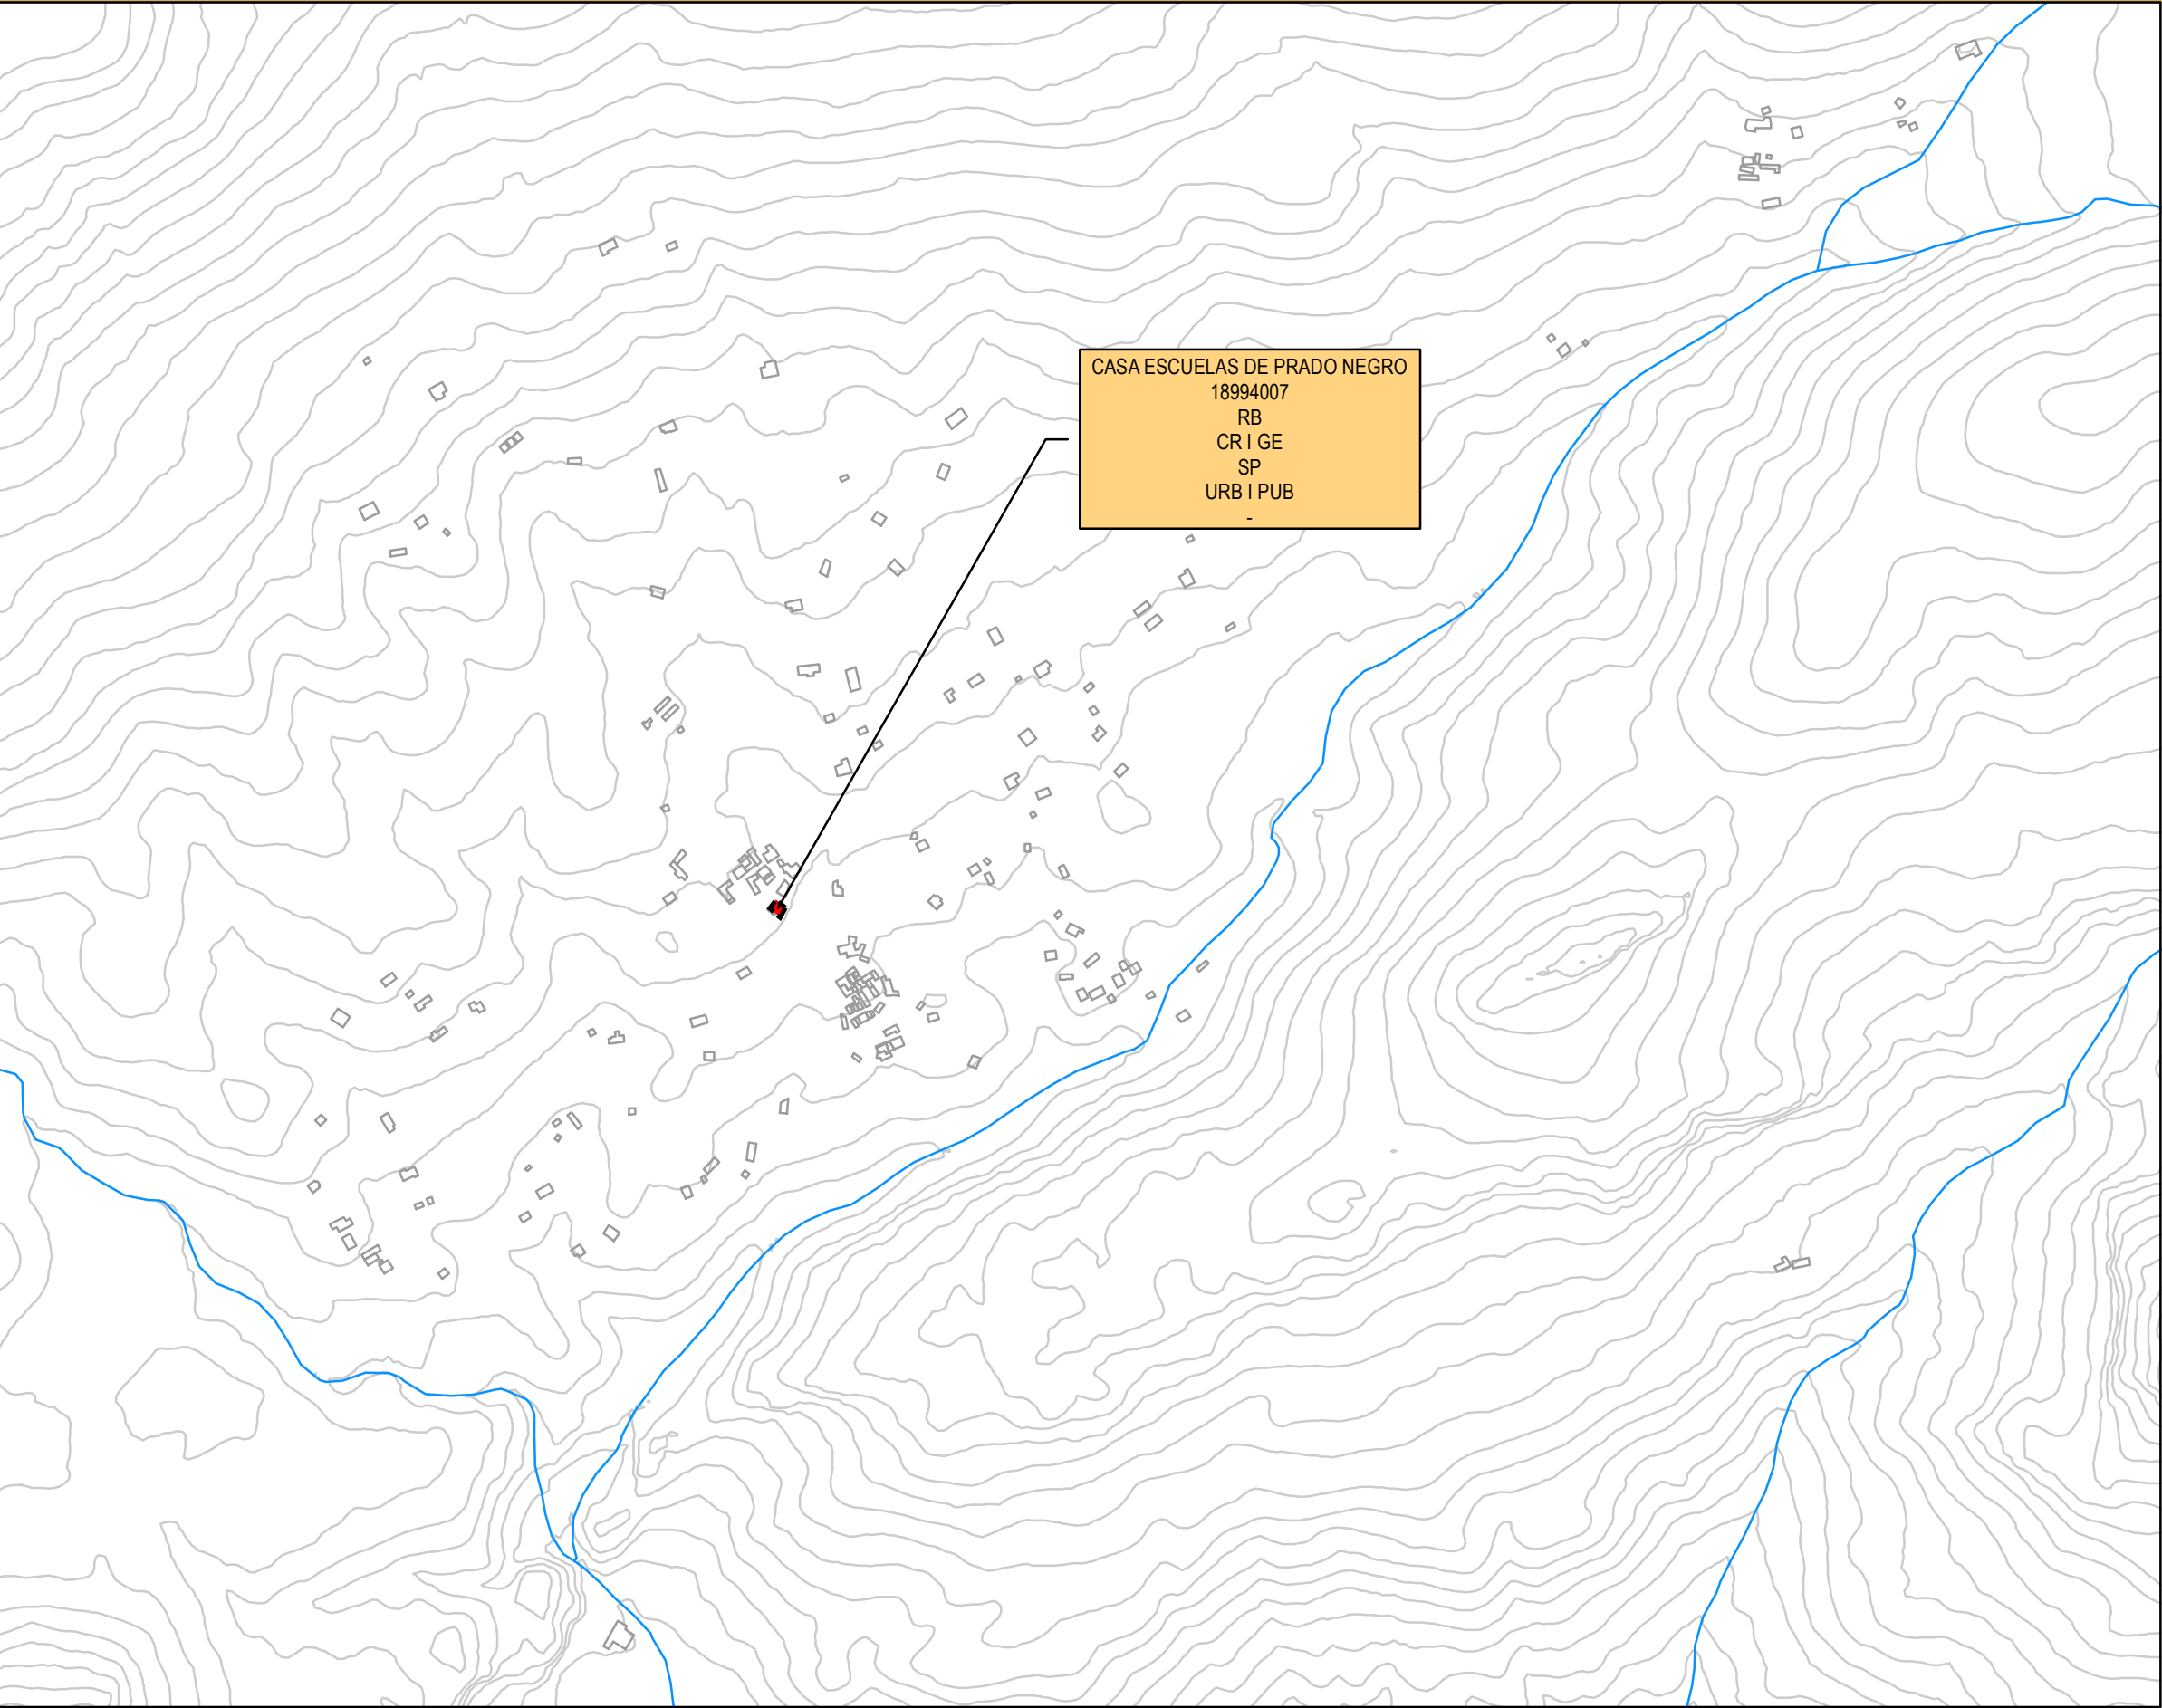 CASA ESCUELAS DE PRADO NEGRO
18994007
RB
CR I GE
SP
URB I PUB
-